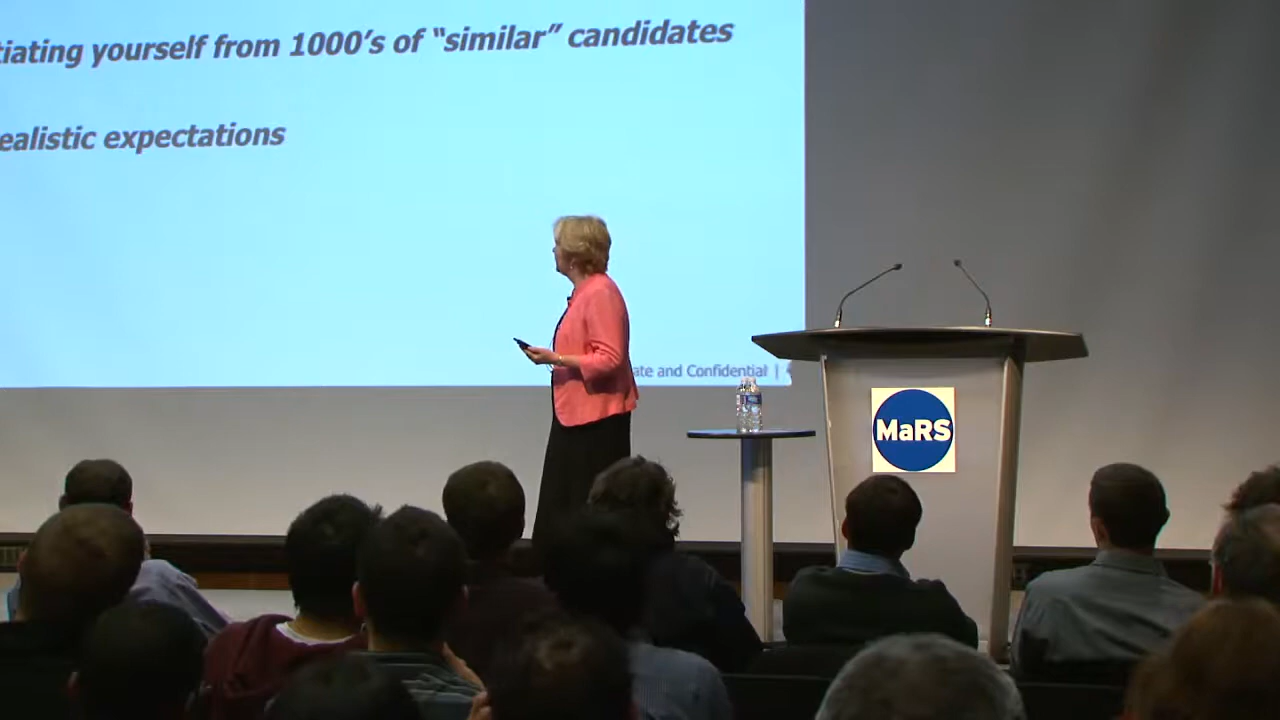 tiating yourself from 1000's of “similar” candidates
ealistic expectations
ate and Confidential |
MaRS